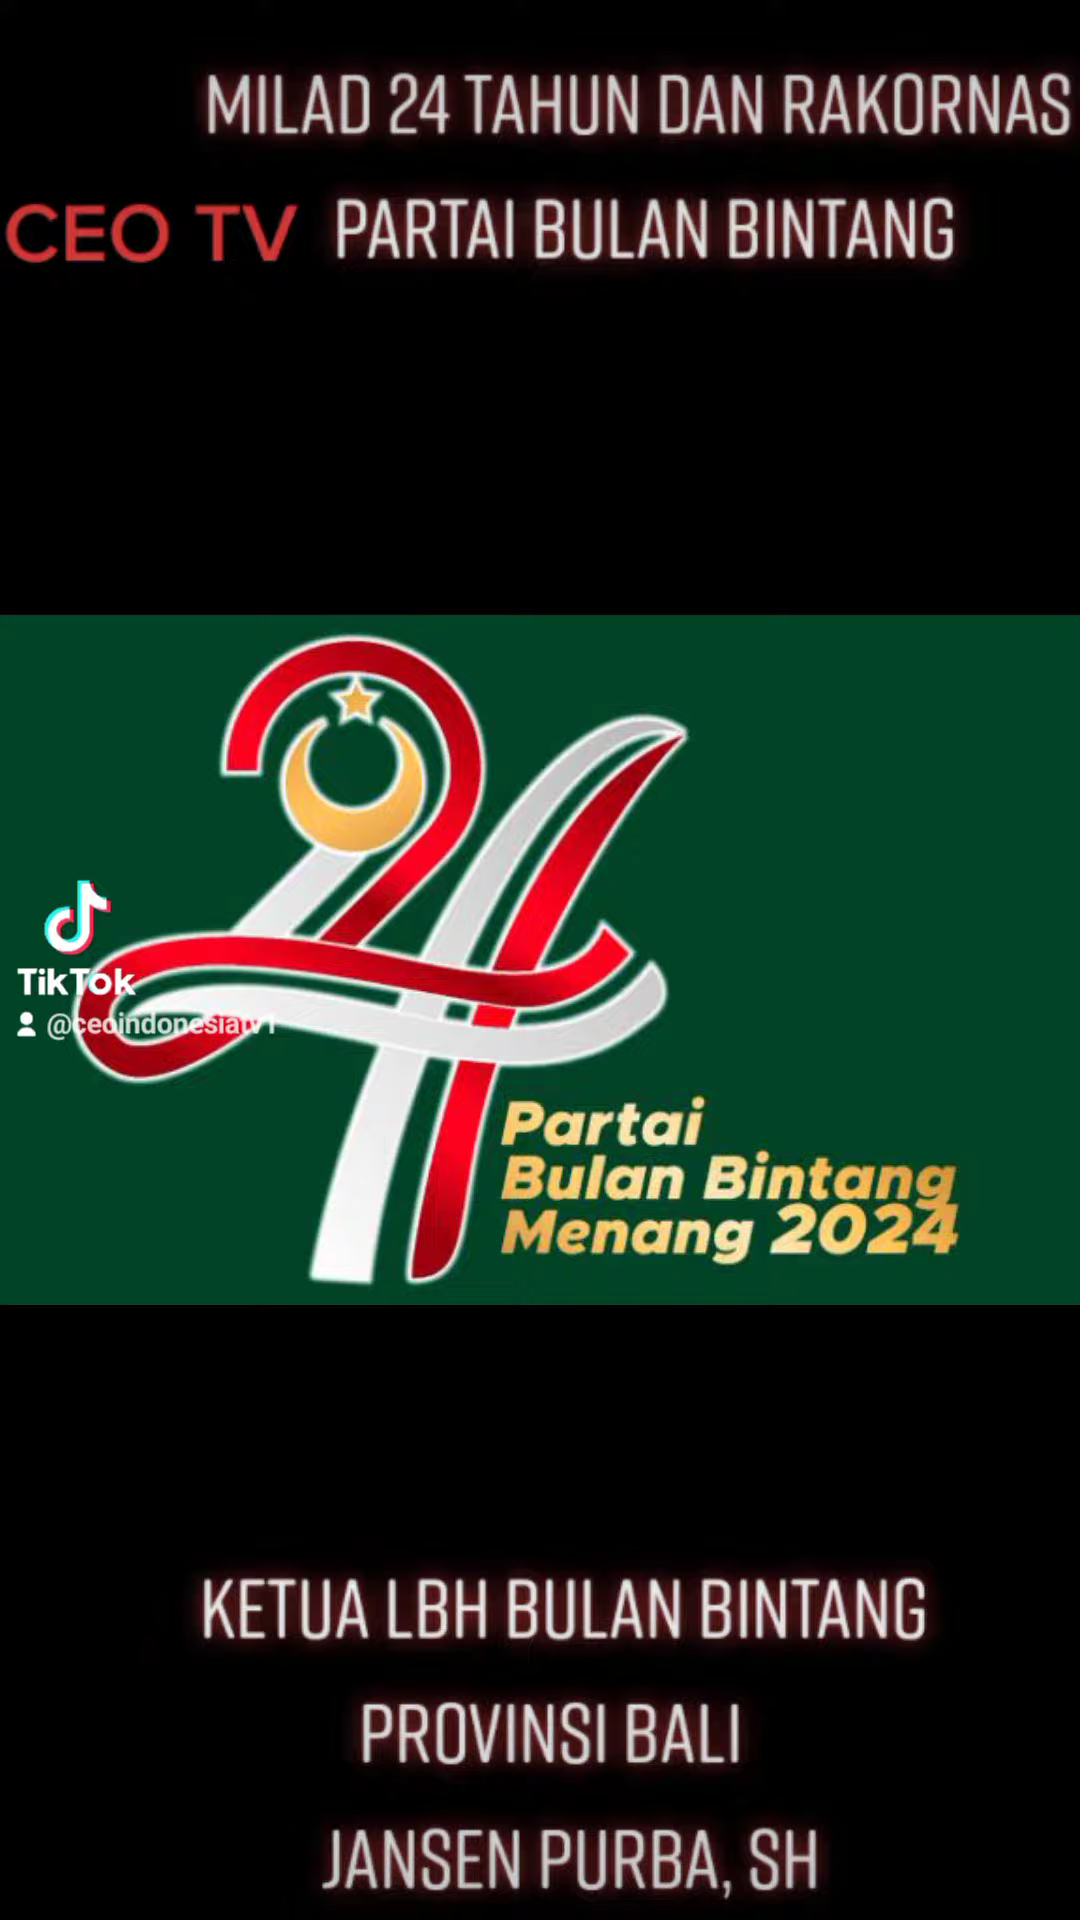 MILAD 24 TAHUN DAN RAKORNAS
CEO TV PARTAI BULAN BINTANG
24
TikTok
@ceoindonesiatv1
Partai
Bulan Bintang
Menang 2024
KETUA LBH BULAN BINTANG
PROVINSI BALI
JANSEN PURBA, SH